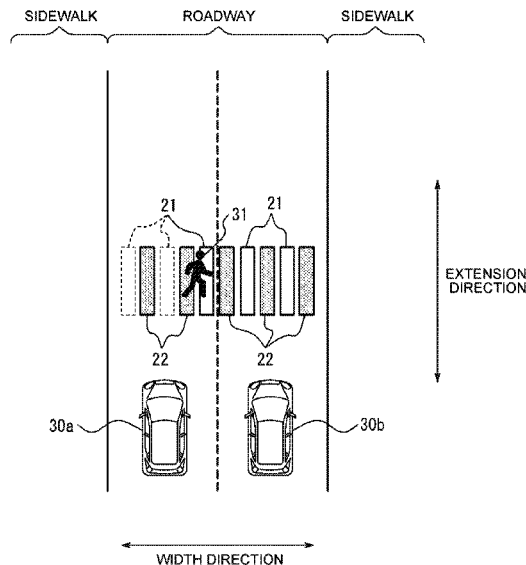 SIDEWALK ROADWAY SIDEWALK
21 31 21
EXTENSION
DIRECTION
22 22
30a 30b
WIDTH DIRECTION